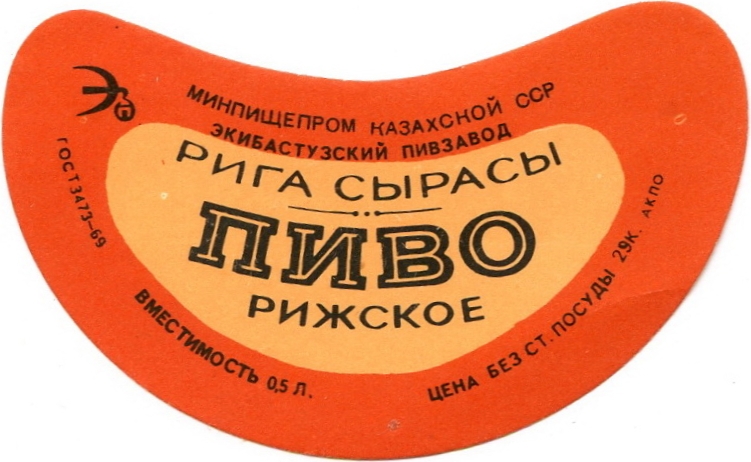 МИНПИЩЕПРОМ КАЗАХСКОЙ ССР
ЭКИБАСТУЗСКИЙ ПИВЗАВОД
РИГА СЫРАСЫ
ПИВО
РИЖСКОЕ
ГОСТ3473-69
ВМЕСТИМОСТЬ 0,5 Л.
ЦЕНА БЕЗ СТ. ПОСУДЫ 29К. АКПО